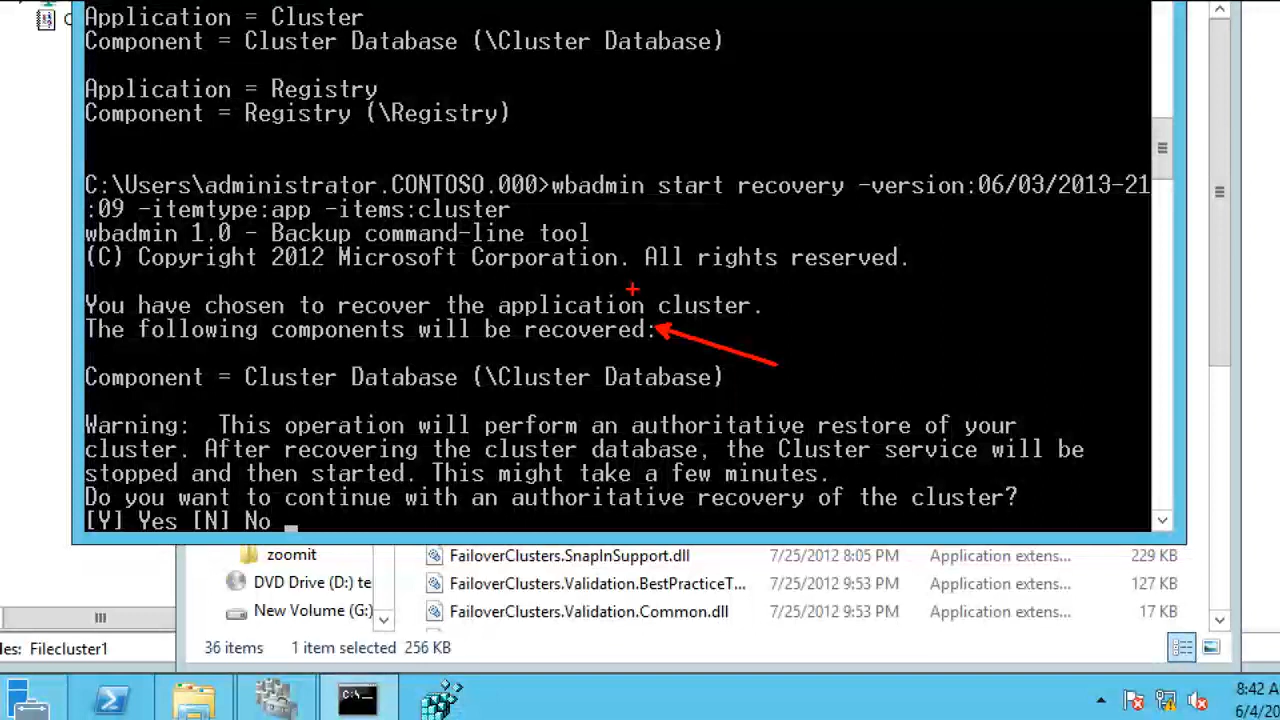 Application = Cluster
Component = Cluster Database (\Cluster Database)
Application = Registry
Component = Registry (\Registry)
C:\Users\administrator.CONTOSO.000>wbadmin start recovery -version:06/03/2013-21
:09 -itemtype:app -items:cluster
wbadmin 1.0 - Backup command-line tool
(C) Copyright 2012 Microsoft Corporation. All rights reserved.
You have chosen to recover the application cluster.
The following components will be recovered:
Component = Cluster Database (\Cluster Database)
Warning:  This operation will perform an authoritative restore of your
cluster. After recovering the cluster database, the Cluster service will be
stopped and then started. This might take a few minutes.
Do you want to continue with an authoritative recovery of the cluster?
[Y] Yes [N] No
zoomit FailoverClusters.SnapInSupport.dll 7/25/2012 8:05 PM Application extens... 229 KB
DVD Drive (D:) te FailoverClusters.Validation.BestPracticeT... 7/25/2012 9:53 PM Application extens... 127 KB
New Volume (G:) FailoverClusters.Validation.Common.dll 7/25/2012 9:53 PM Application extens... 17 KB
les: Filecluster1 36 items 1 item selected 256 KB
C:\_
8:42 A
6/4/20